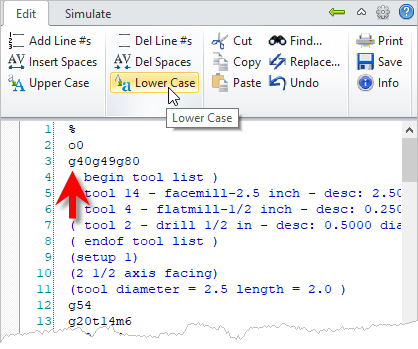 Edit Simulate
Add Line #s Del Line #s Cut Find... Print
Insert Spaces Del Spaces Copy Replace... Save
Upper Case Lower Case Paste Undo Info
Lower Case
1 %
2 o0
3 g40g49g80
4 begin tool list )
5 tool 14 - facemill-2.5 inch - desc: 2.50
6 tool 4 - flatmill-1/2 inch - desc: 0.250
7 ( tool 2 - drill 1/2 in - desc: 0.5000 dia
8 ( endof tool list )
9 (setup 1)
10 (2 1/2 axis facing)
11 (tool diameter = 2.5 length = 2.0 )
12 g54
13 g20t14m6